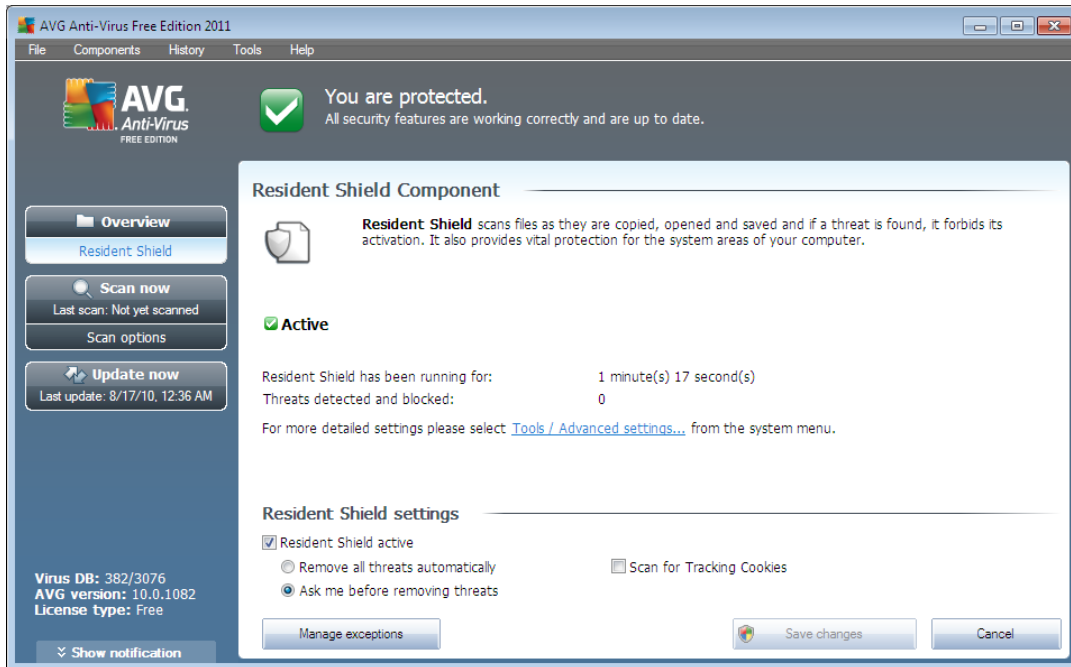 AVG Anti-Virus Free Edition 2011
File Components History Tools Help
AVG.
Anti-Virus
FREE EDITION
You are protected.
All security features are working correctly and are up to date.
Overview
Resident Shield
Scan now
Last scan: Not yet scanned
Scan options
Update now
Last update: 8/17/10, 12:36 AM
Virus DB: 382/3076
AVG version: 10.0.1082
License type: Free
Show notification
Resident Shield Component
Resident Shield scans files as they are copied, opened and saved and if a threat is found, it forbids its
activation. It also provides vital protection for the system areas of your computer.
Active
Resident Shield has been running for: 1 minute(s) 17 second(s)
Threats detected and blocked: 0
For more detailed settings please select Tools / Advanced settings... from the system menu.
Resident Shield settings
Resident Shield active
Remove all threats automatically Scan for Tracking Cookies
Ask me before removing threats
Manage exceptions Save changes Cancel